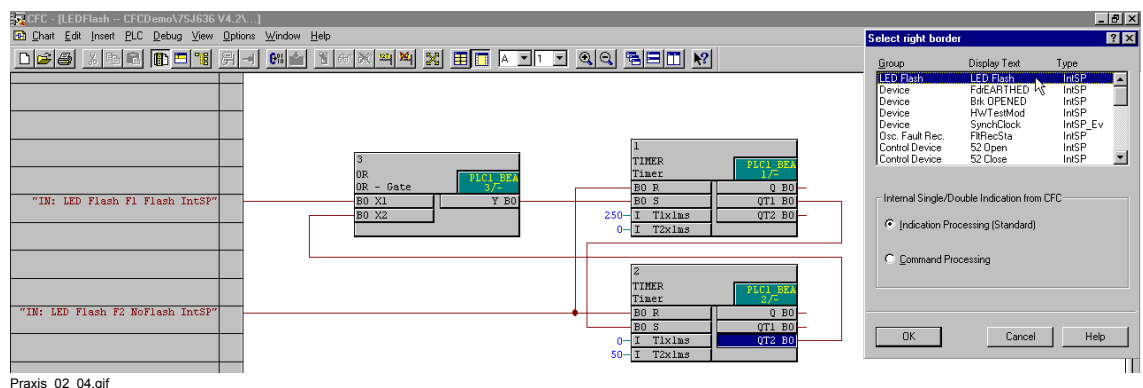 CFC - [LEDFlash -- CFCDemo\7SJ636 V4.2\...]
Chart Edit Insert PLC Debug View Options Window Help
A 1
Select right border
Group Display Text Type
LED Flash LED Flash IntSP
Device FdrEARTHED IntSP
Device Brk OPENED IntSP
Device HWTestMod IntSP
Device SynchClock IntSP_Ev
Osc. Fault Rec. FltRecSta IntSP
Control Device 52 Open IntSP
Control Device 52 Close IntSP
Internal Single/Double Indication from CFC
Indication Processing (Standard)
Command Processing
OK Cancel Help
"IN: LED Flash F1 Flash IntSP"
"IN: LED Flash F2 NoFlash IntSP"
3
OR
OR - Gate
PLC1_BEA
3/-
BO X1 Y BO
BO X2
1
TIMER
Timer
PLC1_BEA
1/-
BO R Q BO
BO S QT1 BO
250 I T1x1ms QT2 BO
0 I T2x1ms
2
TIMER
Timer
PLC1_BEA
2/-
BO R Q BO
BO S QT1 BO
0 I T1x1ms QT2 BO
50 I T2x1ms
Praxis_02_04.gif